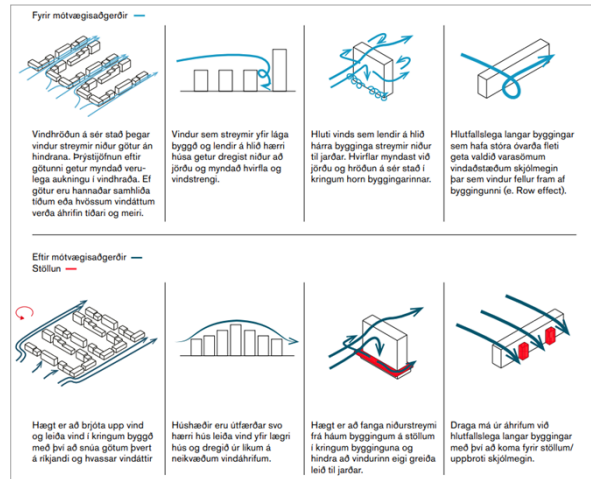 Fyrir mótvægisaðgerðir
Vindhröðun á sér stað þegar
vindur streymir niður götur án
hindrana. Þrýstijöfnun eftir
götunni getur myndað veru-
lega aukningu í vindhraða. Ef
götur eru hannaðar samhliða
tíðum eða hvössum vindáttum
verða áhrifin tíðari og meiri.
Vindur sem streymir yfir lága
byggð og lendir á hlið hærri
húsa getur dregist niður að
jörðu og myndað hvirfla og
vindstrengi.
Hluti vinds sem lendir á hlið
hárra bygginga streymir niður
til jarðar. Hvirflar myndast við
jörðu og hröðun á sér stað í
kringum horn byggingarinnar.
Hlutfallslega langar byggingar
sem hafa stóra óvarða fleti
geta valdið varasömum
vindaðstæðum skjólmegin
þar sem vindur fellur fram af
byggingunni (e. Row effect).
Eftir mótvægisaðgerðir
Stöllun
Hægt er að brjóta upp vind
og leiða vind í kringum byggð
með því að snúa götum þvert
á ríkjandi og hvassar vindáttir
Húshæðir eru útfærðar svo
hærri hús leiða vind yfir lægri
hús og dregið úr líkum á
neikvæðum vindáhrifum.
Hægt er að fanga niðurstreymi
frá háum byggingum á stöllum
í kringum bygginguna og
hindra að vindurinn eigi greiða
leið til jarðar.
Draga má úr áhrifum við
hlutfallslega langar byggingar
með því að koma fyrir stöllum/
uppbroti skjólmegin.